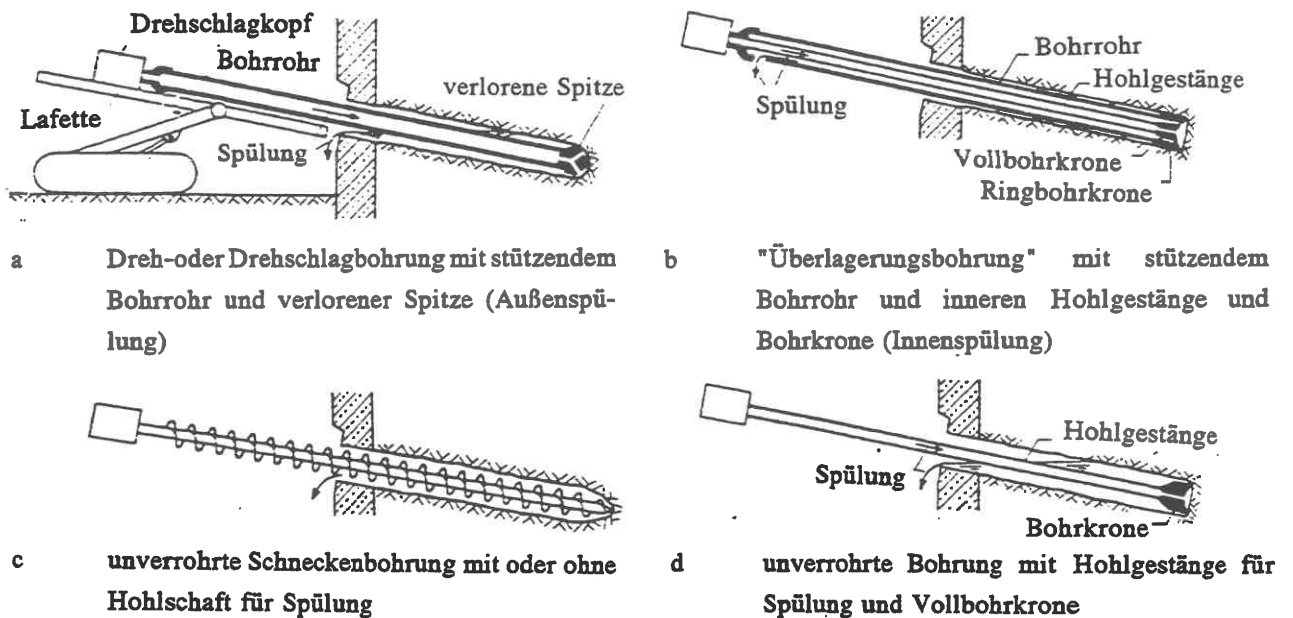 Drehschlagkopf
Bohrrohr
verlorene Spitze
Lafette
Spülung
a Dreh-oder Drehschlagbohrung mit stützendem
Bohrrohr und verlorener Spitze (Außenspü-
lung)
Bohrrohr
Hohlgestänge
Spülung
Vollbohrkrone
Ringbohrkrone
b "Überlagerungsbohrung" mit stützendem
Bohrrohr und inneren Hohlgestänge und
Bohrkrone (Innenspülung)
c unverrohrte Schneckenbohrung mit oder ohne
Hohlschaft für Spülung
Hohlgestänge
Spülung
Bohrkrone
d unverrohrte Bohrung mit Hohlgestänge für
Spülung und Vollbohrkrone